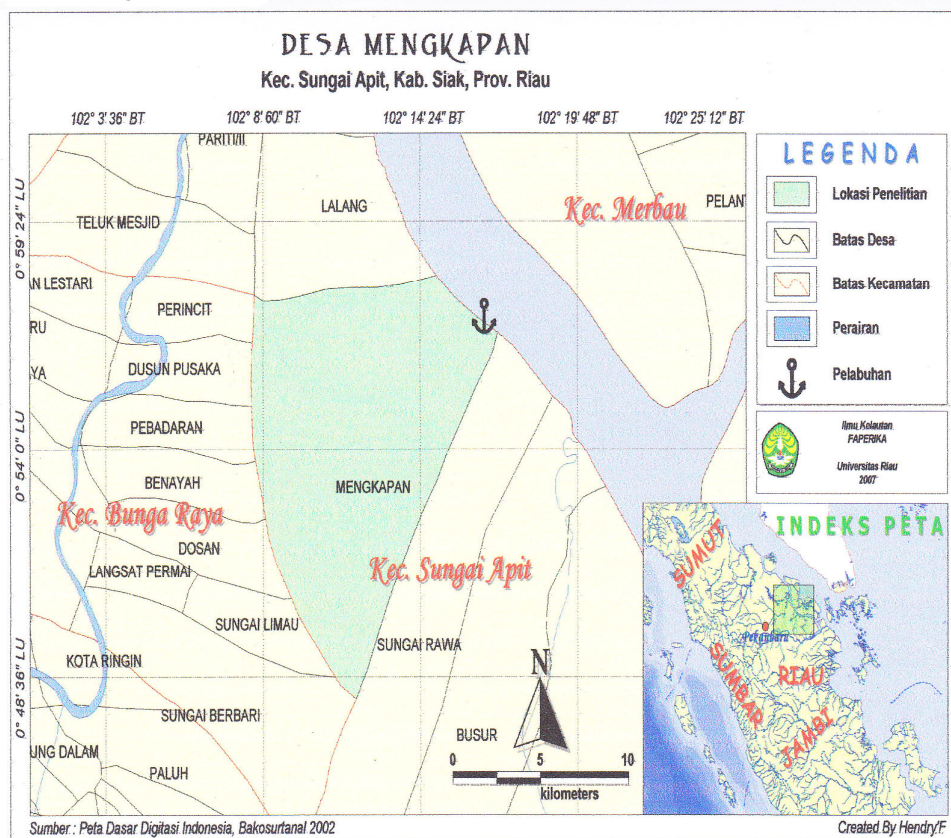 DESA MENGKAPAN
Kec. Sungai Apit, Kab. Siak, Prov. Riau
102° 3' 36" BT
102° 8' 60" BT
102° 14' 24" BT
102° 19' 48" BT
102° 25' 12" BT
0° 59' 24" LU
0° 54' 0" LU
0° 48' 36" LU
PARIT I/II
LALANG
Kec. Merbau
PELANT
TELUK MESJID
AN LESTARI
PERINCIT
RU
DUSUN PUSAKA
AYA
PEBADARAN
BENAYAH
MENGKAPAN
Kec. Bunga Raya
DOSAN
Kec. Sungai Apit
LANGSAT PERMAI
SUNGAI LIMAU
SUNGAI RAWA
KOTA RINGIN
SUNGAI BERBARI
BUSUR
UNG DALAM
PALUH
N
0 5 10
kilometers
LEGENDA
Lokasi Penelitian
Batas Desa
Batas Kecamatan
Perairan
Pelabuhan
Ilmu Kelautan
FAPERIKA
Universitas Riau
2007
INDEKS PETA
SUMUT
Pekanbaru
RIAU
SUMBAR
JAMBI
Sumber : Peta Dasar Digitasi Indonesia, Bakosurtanal 2002
Created By Hendry/F